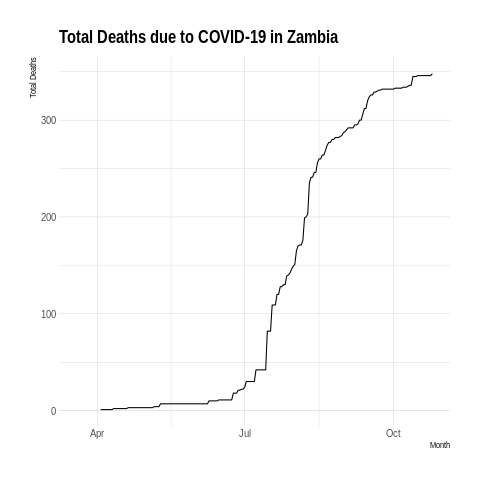 Total Deaths due to COVID-19 in Zambia
Total Deaths
300
200
100
0
Apr Jul Oct
Month